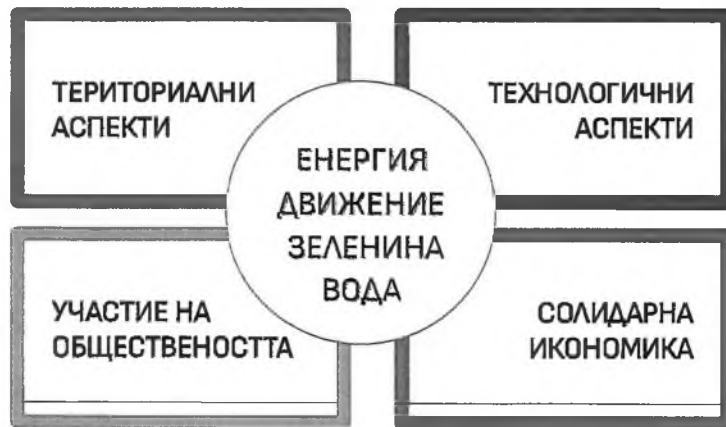 ТЕРИТОРИАЛНИ
АСПЕКТИ
ТЕХНОЛОГИЧНИ
АСПЕКТИ
ЕНЕРГИЯ
ДВИЖЕНИЕ
ЗЕЛЕНИНА
ВОДА
УЧАСТИЕ НА
ОБЩЕСТВЕНОСТТА
СОЛИДАРНА
ИКОНОМИКА